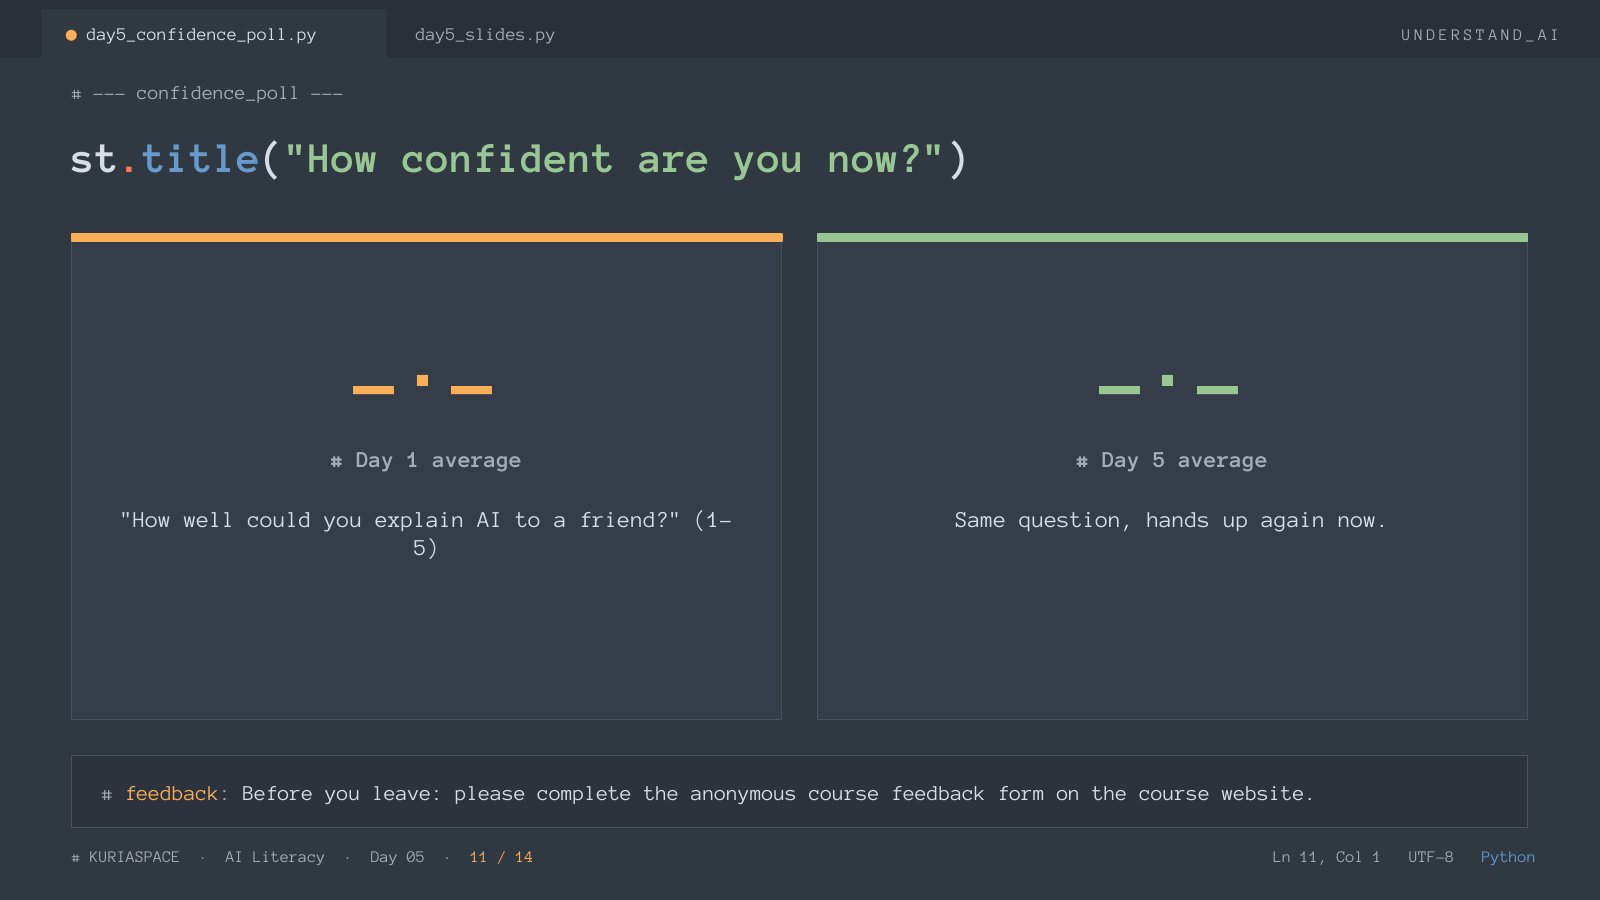 day5_confidence_poll.py
day5_slides.py
UNDERSTAND_AI
# --- confidence_poll ---
st.title("How confident are you now?")
_._
# Day 1 average
"How well could you explain AI to a friend?" (1-
5)
_._
# Day 5 average
Same question, hands up again now.
# feedback: Before you leave: please complete the anonymous course feedback form on the course website.
# KURIASPACE · AI Literacy · Day 05 · 11 / 14
Ln 11, Col 1 UTF-8 Python